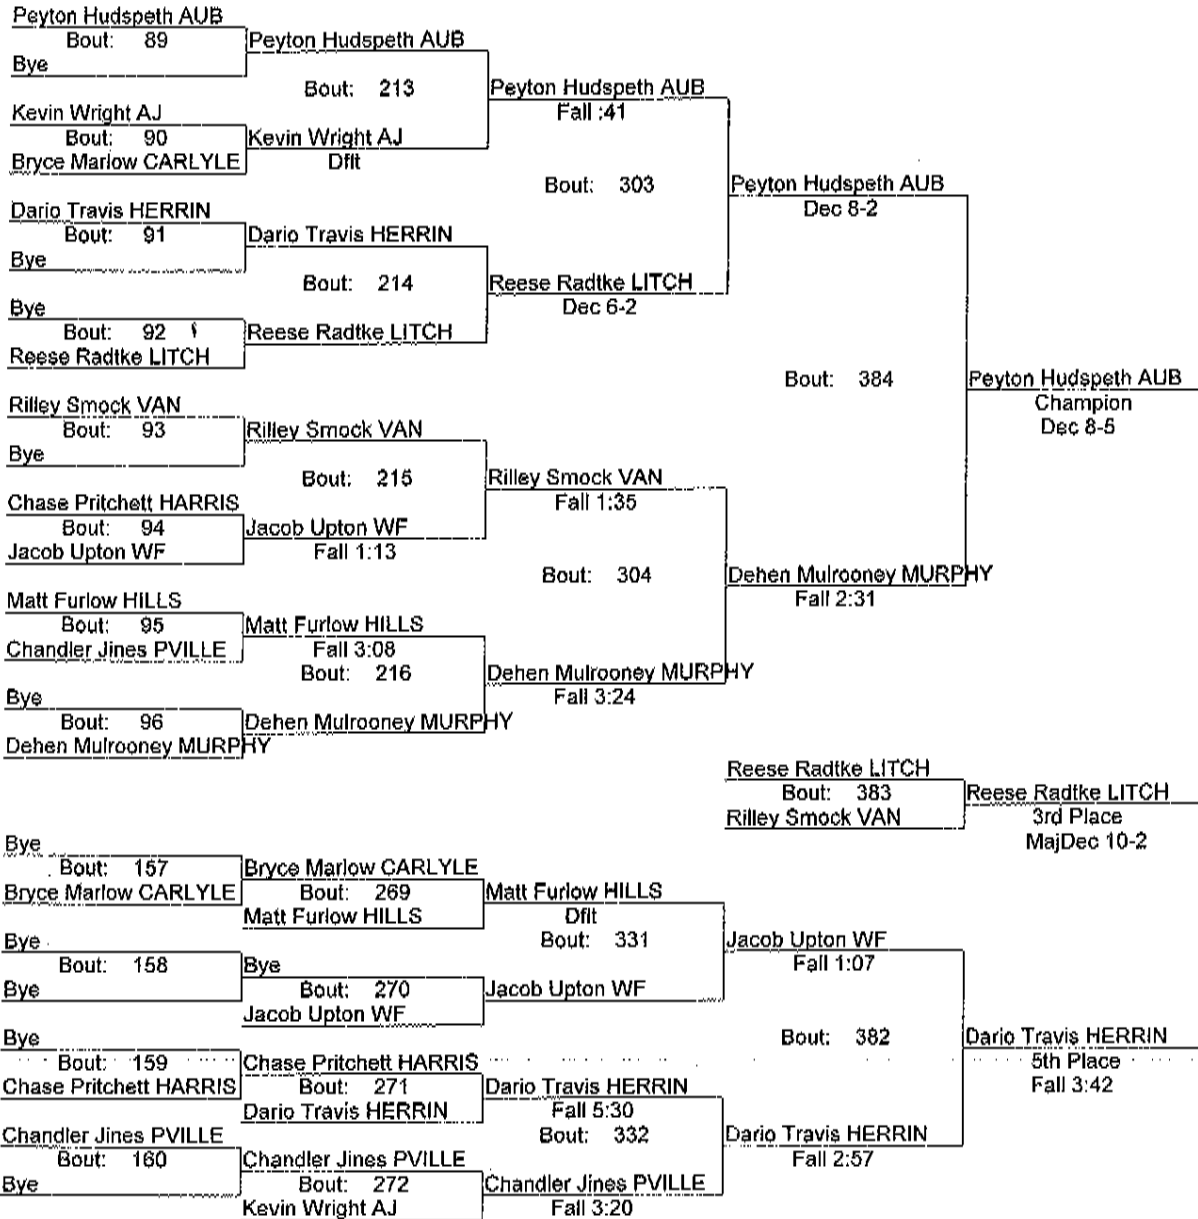 Peyton Hudspeth AUB
Bout: 89
Bye
Peyton Hudspeth AUB
Bout: 213
Kevin Wright AJ
Bout: 90
Bryce Marlow CARLYLE
Kevin Wright AJ
Dflt
Peyton Hudspeth AUB
Fall :41
Bout: 303
Dario Travis HERRIN
Bout: 91
Bye
Dario Travis HERRIN
Bout: 214
Bye
Bout: 92
Reese Radtke LITCH
Reese Radtke LITCH
Reese Radtke LITCH
Dec 6-2
Peyton Hudspeth AUB
Dec 8-2
Bout: 384
Peyton Hudspeth AUB
Champion
Dec 8-5
Rilley Smock VAN
Bout: 93
Bye
Rilley Smock VAN
Bout: 215
Chase Pritchett HARRIS
Bout: 94
Jacob Upton WF
Jacob Upton WF
Fall 1:13
Rilley Smock VAN
Fall 1:35
Bout: 304
Matt Furlow HILLS
Bout: 95
Chandler Jines PVILLE
Matt Furlow HILLS
Fall 3:08
Bout: 216
Bye
Bout: 96
Dehen Mulrooney MURPHY
Dehen Mulrooney MURPHY
Dehen Mulrooney MURPHY
Fall 3:24
Dehen Mulrooney MURPHY
Fall 2:31
Reese Radtke LITCH
Bout: 383
Rilley Smock VAN
Reese Radtke LITCH
3rd Place
MajDec 10-2
Bye
Bout: 157
Bryce Marlow CARLYLE
Bryce Marlow CARLYLE
Bout: 269
Matt Furlow HILLS
Matt Furlow HILLS
Dflt
Bout: 331
Bye
Bout: 158
Bye
Bye
Bout: 270
Jacob Upton WF
Jacob Upton WF
Jacob Upton WF
Fall 1:07
Bout: 382
Bye
Bout: 159
Chase Pritchett HARRIS
Chase Pritchett HARRIS
Bout: 271
Dario Travis HERRIN
Dario Travis HERRIN
Fall 5:30
Bout: 332
Chandler Jines PVILLE
Bout: 160
Bye
Chandler Jines PVILLE
Bout: 272
Kevin Wright AJ
Chandler Jines PVILLE
Fall 3:20
Dario Travis HERRIN
Fall 2:57
Dario Travis HERRIN
5th Place
Fall 3:42